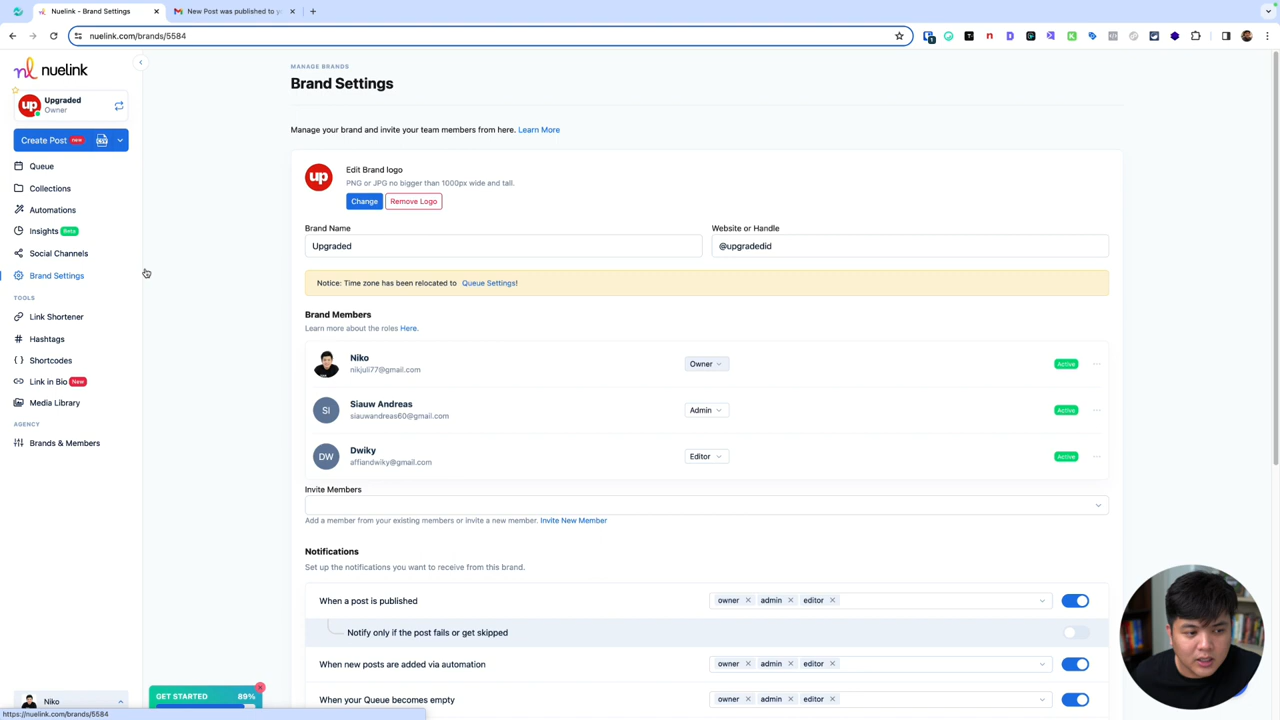 Nuelink - Brand Settings
New Post was published to y
nuelink.com/brands/5584
nuelink
up
Upgraded
Owner
Create Post new
Queue
Collections
Automations
Insights Beta
Social Channels
Brand Settings
TOOLS
Link Shortener
Hashtags
Shortcodes
Link in Bio New
Media Library
AGENCY
Brands & Members
Niko
https://nuelink.com/brands/5584
GET STARTED 89%
MANAGE BRANDS
Brand Settings
Manage your brand and invite your team members from here. Learn More
up
Edit Brand logo
PNG or JPG no bigger than 1000px wide and tall.
Change Remove Logo
Brand Name Website or Handle
Upgraded @upgradedid
Notice: Time zone has been relocated to Queue Settings!
Brand Members
Learn more about the roles Here.
Niko
nikjuli77@gmail.com
Owner Active
SI
Siauw Andreas
siauwandreas60@gmail.com
Admin Active
DW
Dwiky
affiandwiky@gmail.com
Editor Active
Invite Members
Add a member from your existing members or invite a new member. Invite New Member
Notifications
Set up the notifications you want to receive from this brand.
When a post is published owner admin editor
Notify only if the post fails or get skipped
When new posts are added via automation owner admin editor
When your Queue becomes empty owner admin editor